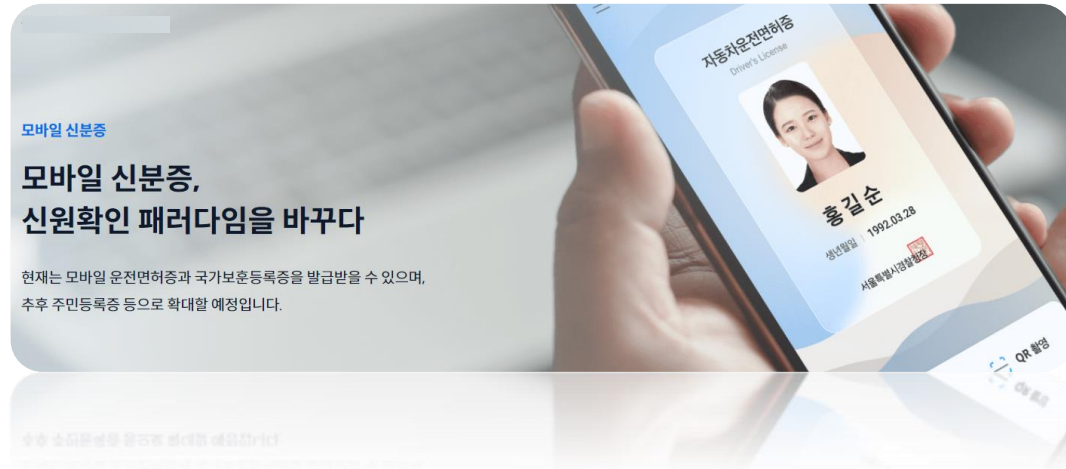 모바일 신분증
모바일 신분증,
신원확인 패러다임을 바꾸다
현재는 모바일 운전면허증과 국가보훈등록증을 발급받을 수 있으며,
추후 주민등록증 등으로 확대할 예정입니다.
자동차운전면허증
Driver's License
홍길순
생년월일 1992.03.28
서울특별시경찰청장
QR 촬영